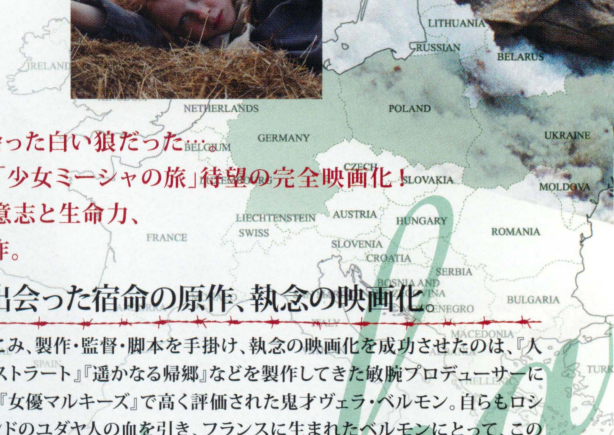 LITHUANIA
RUSSIAN
BELARUS
IRELAND
NETHERLANDS
POLAND
UKRAINE
った白い狼だった…。
BELGIUM
GERMANY
「少女ミーシャの旅」待望の完全映画化!
CZECH
SLOVAKIA
MOLDOVA
意志と生命力、
LIECHTENSTEIN
AUSTRIA
HUNGARY
SWISS
FRANCE
ROMANIA
作。
SLOVENIA
CROATIA
SERBIA
BOSNIA AND
出会った宿命の原作、執念の映画化。
BULGARIA
ITALY
MACEDONIA
こみ、製作・監督・脚本を手掛け、執念の映画化を成功させたのは、『人
SPAIN
ストラート』『遥かなる帰郷』などを製作してきた敏腕プロデューサーに
『女優マルキーズ』で高く評価された鬼才ヴェラ・ベルモン。自らもロシ
ンドのユダヤ人の血を引き、フランスに生まれたベルモンにとって、この